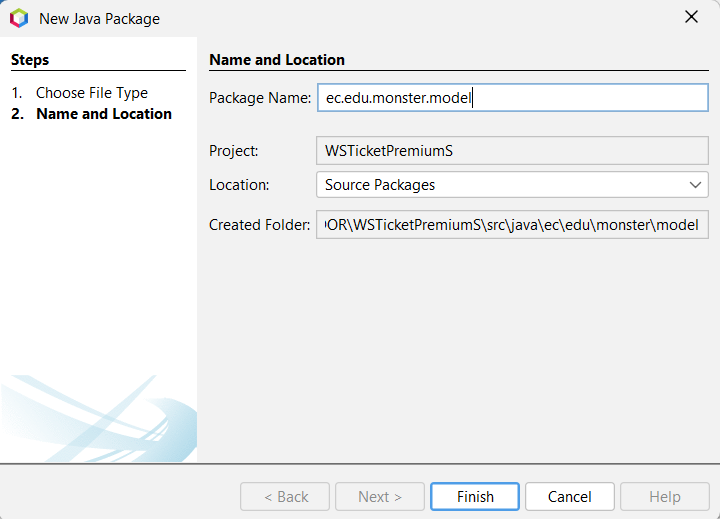 New Java Package
Steps
1. Choose File Type
2. Name and Location
Name and Location
Package Name: ec.edu.monster.model
Project: WSTicketPremiumS
Location: Source Packages
Created Folder: OR\WSTicketPremiumS\src\java\ec\edu\monster\model
< Back Next > Finish Cancel Help